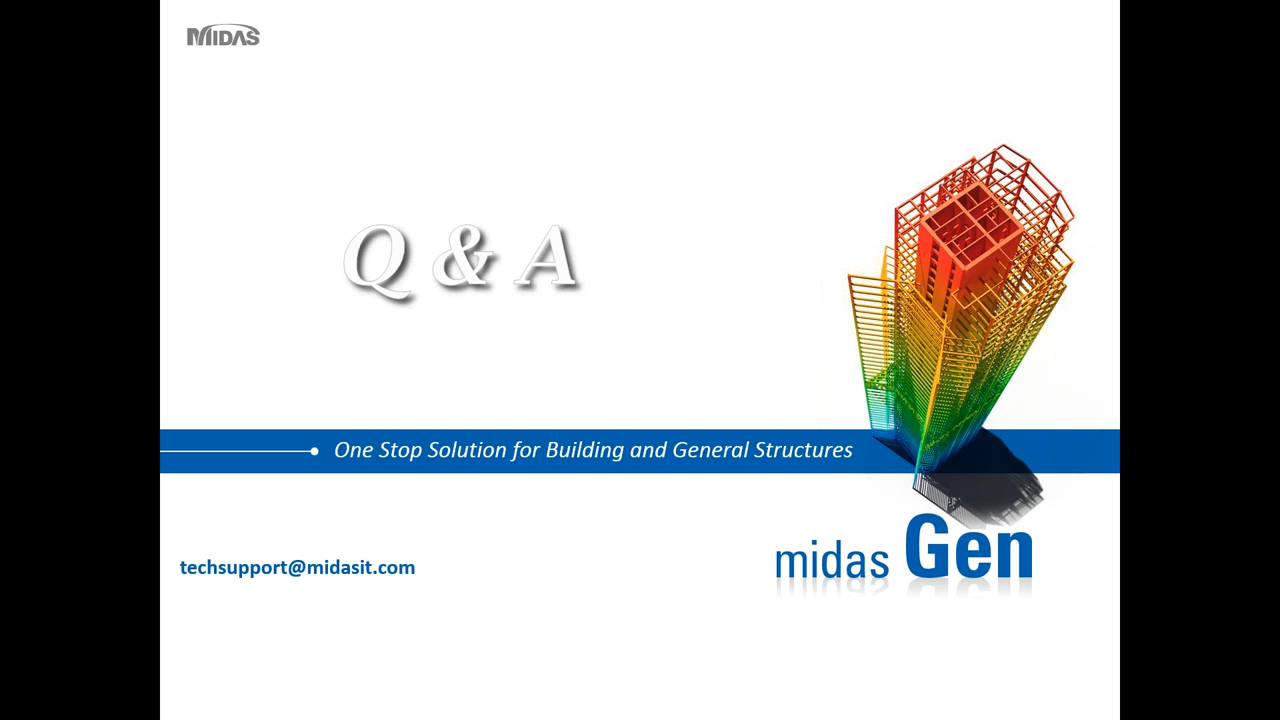 MIDAS
Q & A
One Stop Solution for Building and General Structures
techsupport@midasit.com
midas Gen